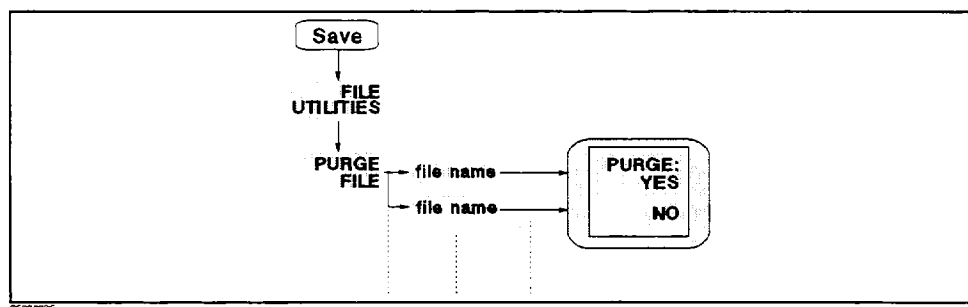 Save
FILE
UTILITIES
PURGE
FILE
file name
file name
PURGE:
YES
NO